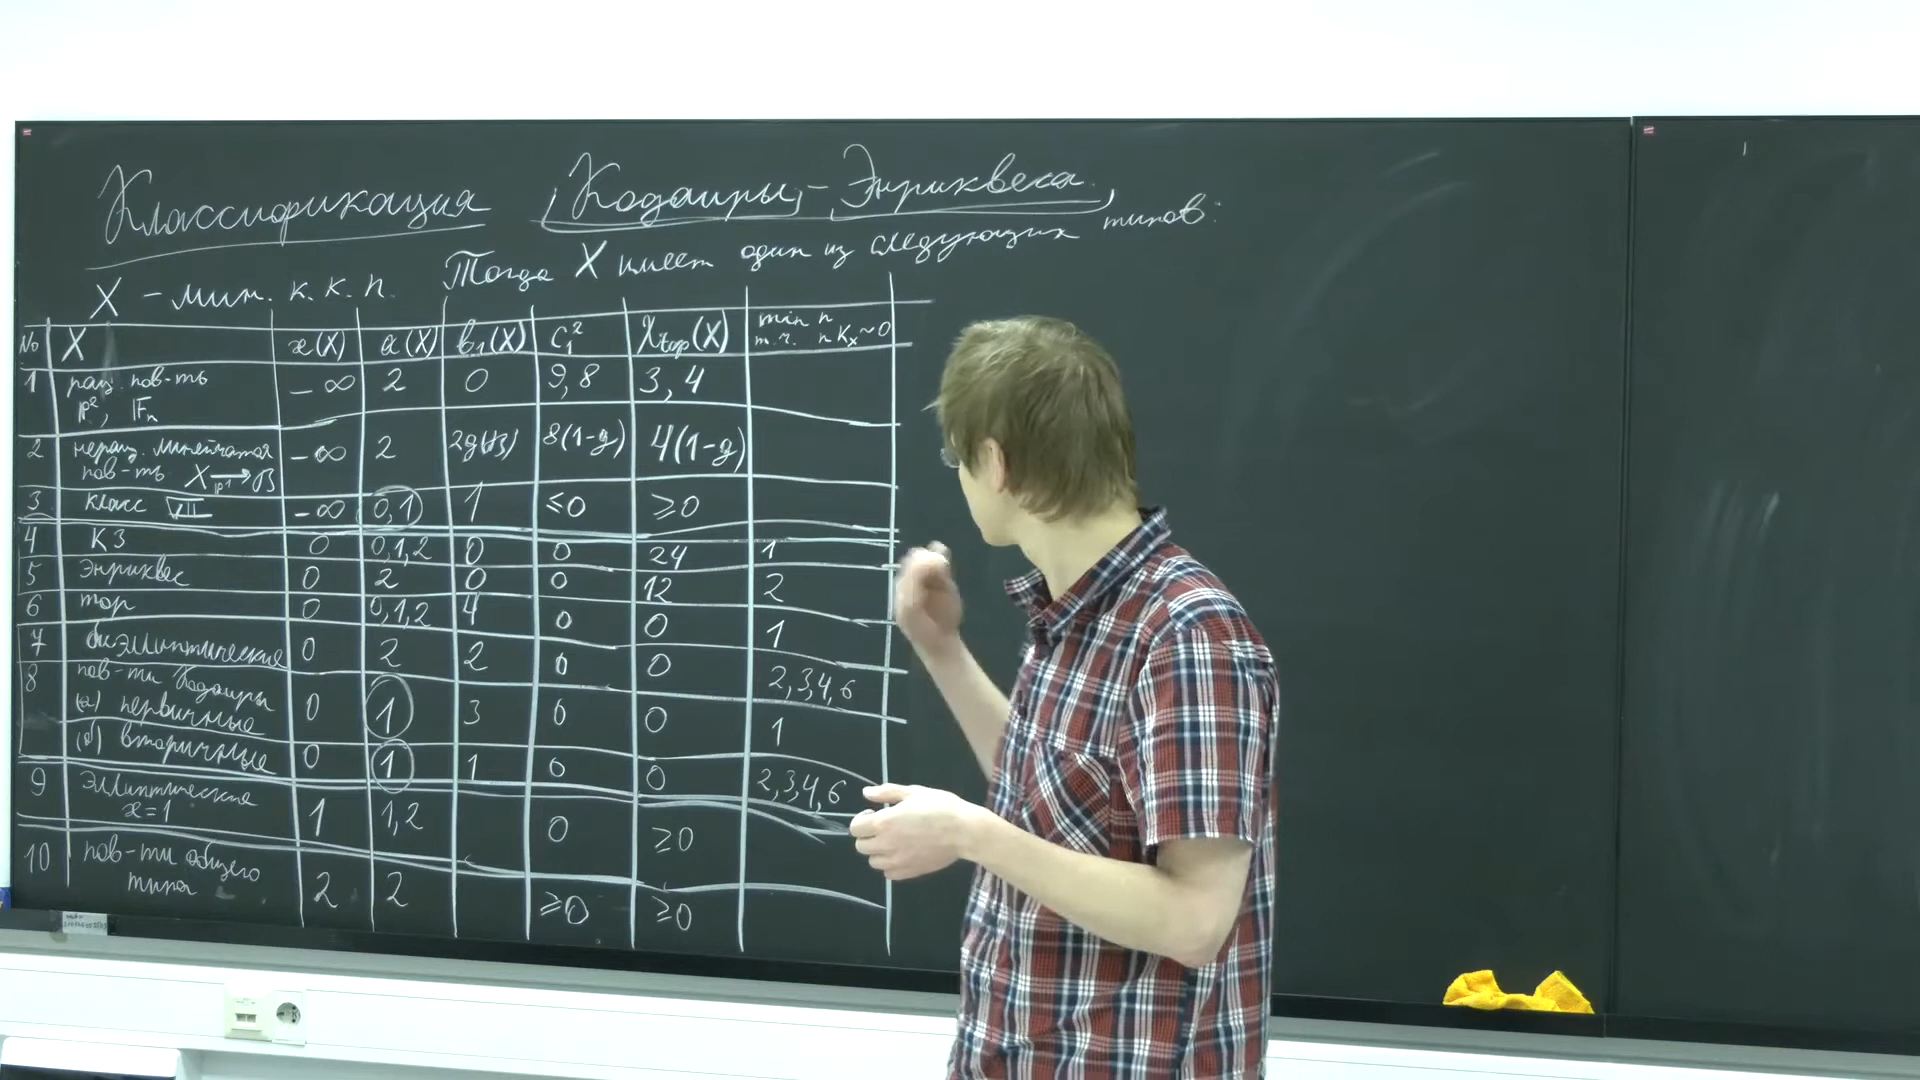 Классификация Кодаиры-Энриквеса
X - мин. к.к.п. Тогда X имеет один из следующих типов:
№ X æ(X) a(X) b₁(X) c₁² χtop(X) min n т.ч. nKx~0
1 рац. пов-ть P², Fn -∞ 2 0 9,8 3,4
2 нерац. линейчатая пов-ть X → B P¹ -∞ 2 2g(B) 8(1-g) 4(1-g)
3 класс VII -∞ 0,1 1 ≤0 ≥0
4 K3 0 0,1,2 0 0 24 1
5 Энриквес 0 2 0 0 12 2
6 тор 0 0,1,2 4 0 0 1
7 биэллиптические 0 2 2 0 0 2,3,4,6
8 пов-ти Кодаиры
(а) первичные 0 1 3 0 0 1
(б) вторичные 0 1 1 0 0 2,3,4,6
9 эллиптические æ=1 1 1,2 0 ≥0
10 пов-ти общего типа 2 2 ≥0 ≥0